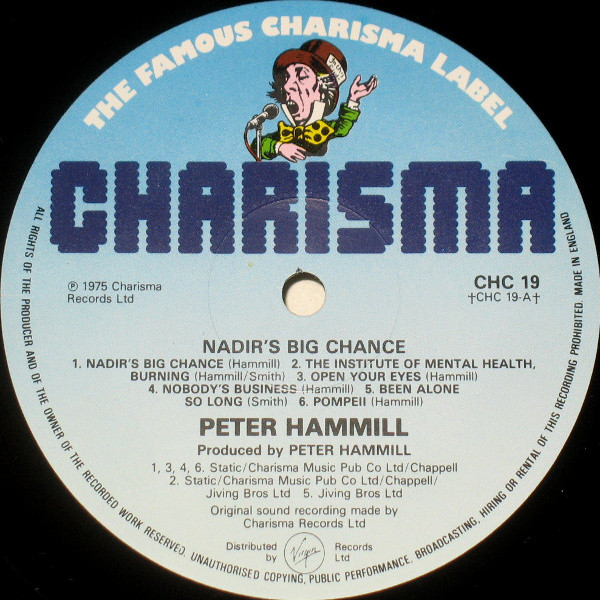 THE FAMOUS CHARISMA LABEL
CHARISMA
℗ 1975 Charisma
Records Ltd
CHC 19
†CHC 19-A†
NADIR'S BIG CHANCE
1. NADIR'S BIG CHANCE (Hammill) 2. THE INSTITUTE OF MENTAL HEALTH,
BURNING (Hammill/Smith) 3. OPEN YOUR EYES (Hammill)
4. NOBODY'S BUSINESS (Hammill) 5. BEEN ALONE
SO LONG (Smith) 6. POMPEII (Hammill)
PETER HAMMILL
Produced by PETER HAMMILL
1, 3, 4, 6. Static/Charisma Music Pub Co Ltd/Chappell
2. Static/Charisma Music Pub Co Ltd/Chappell/
Jiving Bros Ltd 5. Jiving Bros Ltd
Original sound recording made by
Charisma Records Ltd
Distributed by Virgin Records Ltd
ALL RIGHTS OF THE PRODUCER AND OF THE OWNER OF THE RECORDED WORK RESERVED. UNAUTHORISED COPYING, PUBLIC PERFORMANCE, BROADCASTING, HIRING OR RENTAL OF THIS RECORDING PROHIBITED. MADE IN ENGLAND